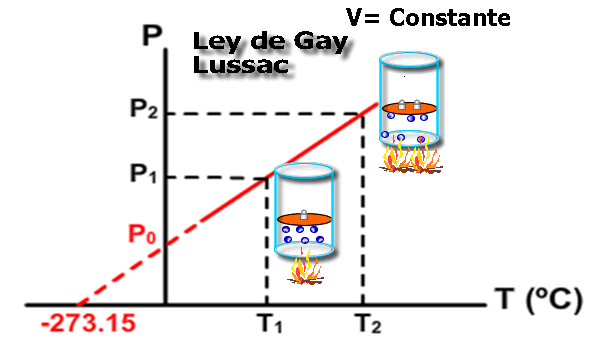 V= Constante
P
Ley de Gay
Lussac
P2
P1
P0
-273.15
T1
T2
T (ºC)